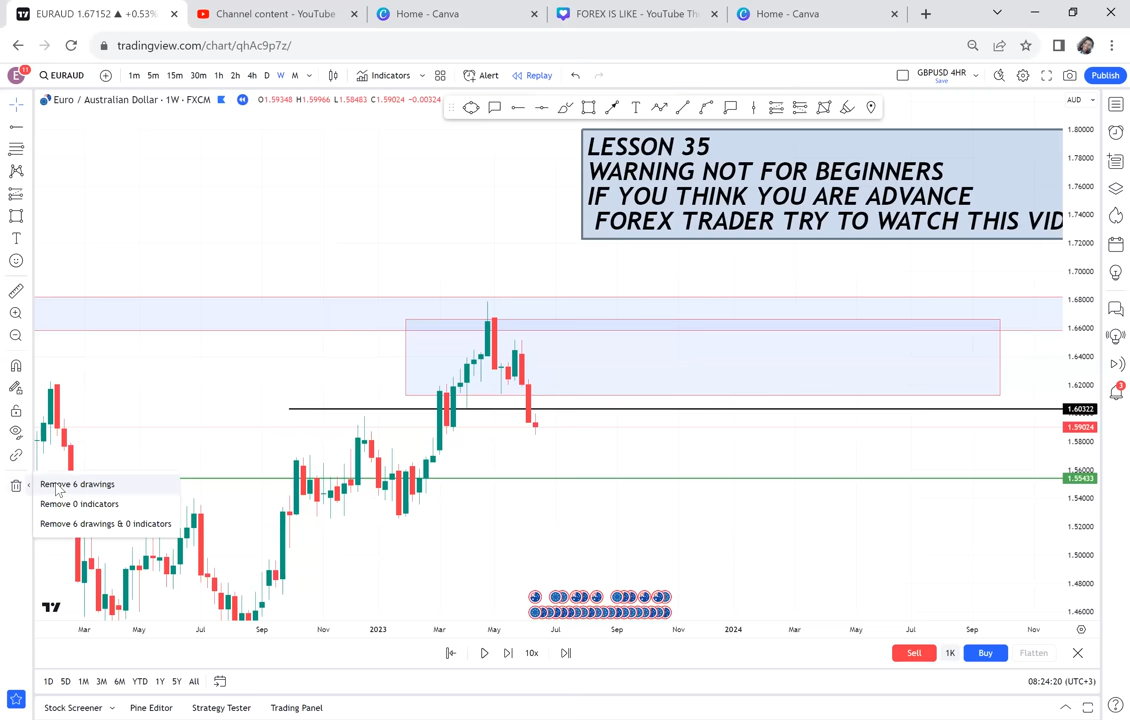 EURAUD 1.67152 ▲ +0.53%
Channel content - YouTube
Home - Canva
FOREX IS LIKE - YouTube Th
Home - Canva
tradingview.com/chart/qhAc9p7z/
E 11
EURAUD
1m 5m 15m 30m 1h 2h 4h D W M
Indicators
Alert
Replay
GBPUSD 4HR
Save
Publish
Euro / Australian Dollar · 1W · FXCM
O1.59348 H1.59966 L1.58483 C1.59024 -0.00324
AUD
LESSON 35
WARNING NOT FOR BEGINNERS
IF YOU THINK YOU ARE ADVANCE
FOREX TRADER TRY TO WATCH THIS VID
1.80000
1.78000
1.76000
1.74000
1.72000
1.70000
1.68000
1.66000
1.64000
1.62000
1.60322
1.59024
1.58000
1.56000
1.55433
1.54000
1.52000
1.50000
1.48000
1.46000
3
Remove 6 drawings
Remove 0 indicators
Remove 6 drawings & 0 indicators
Mar May Jul Sep Nov 2023 Mar May Jul Sep Nov 2024 Mar May Jul Sep Nov
10x
Sell 1K Buy Flatten
1D 5D 1M 3M 6M YTD 1Y 5Y All
08:24:20 (UTC+3)
Stock Screener
Pine Editor
Strategy Tester
Trading Panel